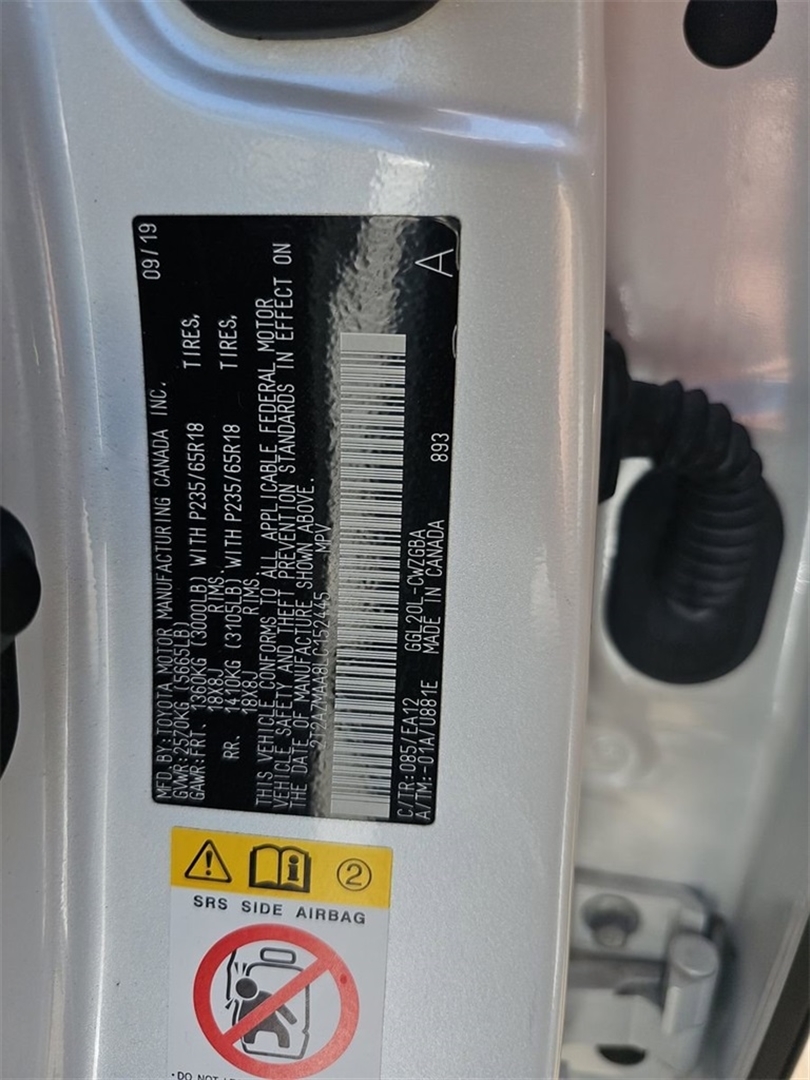 MFD.BY:TOYOTA MOTOR MANUFACTURING CANADA INC. 09/19
GVWR:2570KG (5665LB)
GAWR:FRT. 1360KG (3000LB) WITH P235/65R18 TIRES,
18X8J RIMS.
RR. 1410KG (3105LB) WITH P235/65R18 TIRES,
18X8J RIMS.
THIS VEHICLE CONFORMS TO ALL APPLICABLE FEDERAL MOTOR
VEHICLE SAFETY AND THEFT PREVENTION STANDARDS IN EFFECT ON
THE DATE OF MANUFACTURE SHOWN ABOVE.
MPV
C/TR:085/EA12 GGL20L-CWZGBA 893 A
A/TM:-01A/U881E MADE IN CANADA
2
SRS SIDE AIRBAG